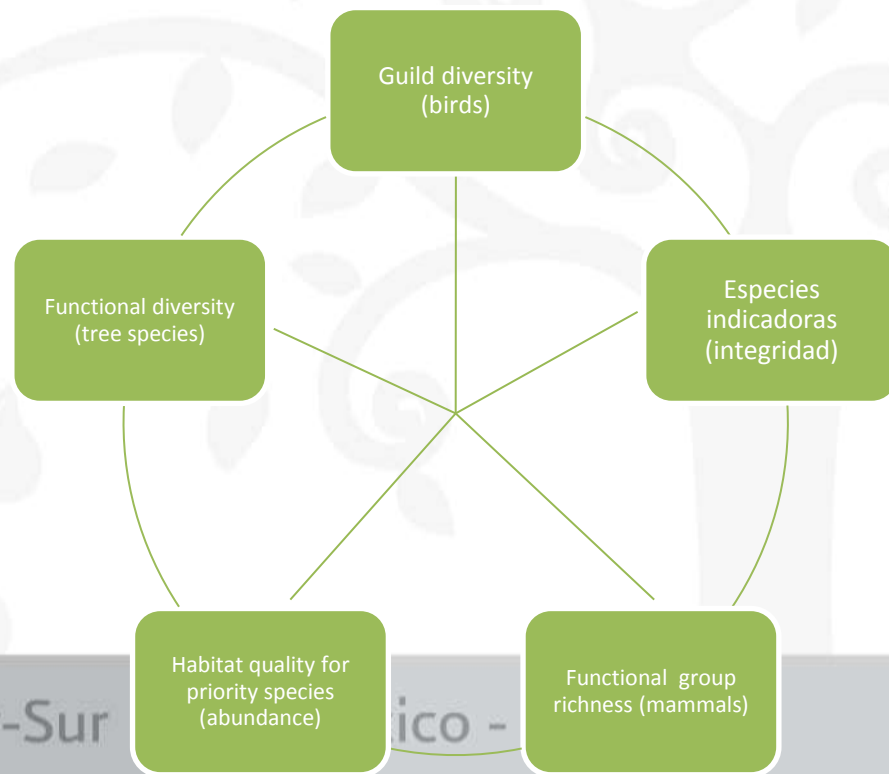 Guild diversity
(birds)
Functional diversity
(tree species)
Especies
indicadoras
(integridad)
Habitat quality for
priority species
(abundance)
Functional group
richness (mammals)
-Sur
ico -